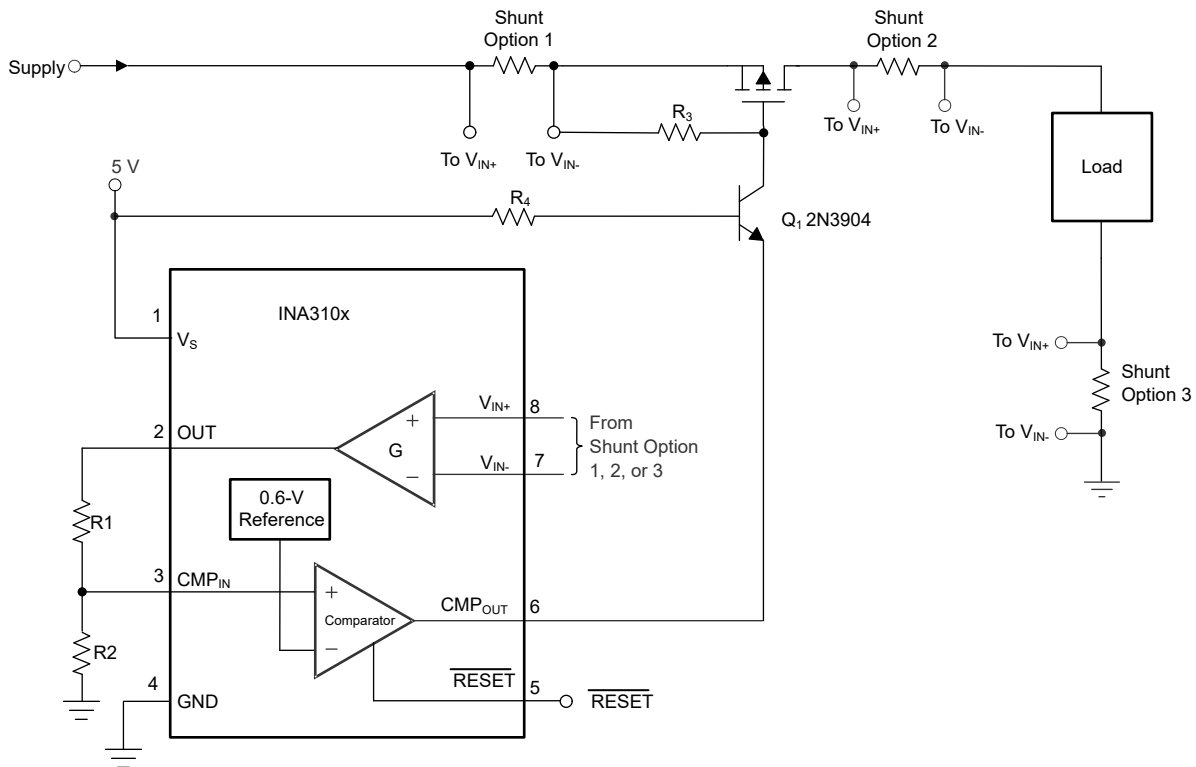 Shunt
Option 1
Shunt
Option 2
Supply
R3
To VIN+
To VIN-
To VIN+
To VIN-
5 V
Load
R4
Q1 2N3904
INA310x
1
VS
To VIN+
Shunt
Option 3
To VIN-
VIN+
8
+
From
Shunt Option
1, 2, or 3
2
OUT
G
VIN-
7
−
0.6-V
Reference
R1
3
CMPIN
+
Comparator
CMPOUT
6
−
R2
RESET
5
RESET
4
GND